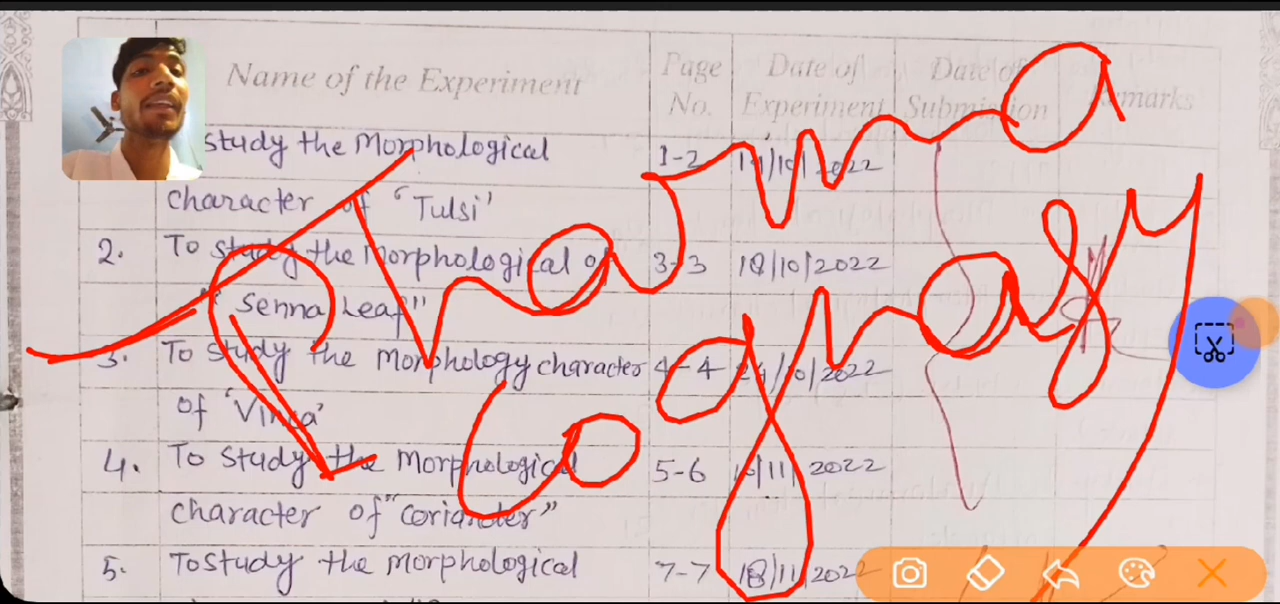 Name of the Experiment Page No. Date of Experiment Date of Submission Remarks
study the Morphological 1-2
character of 'Tulsi'
2. To study the Morphological of 3-3 18/10/2022
"Senna Leaf"
3. To study the Morphology character 4-4
of 'Vinca'
4. To study the Morphological 5-6
character of "coriander"
5. To study the morphological 7-7 18/11/2022
Pharma
cognasy